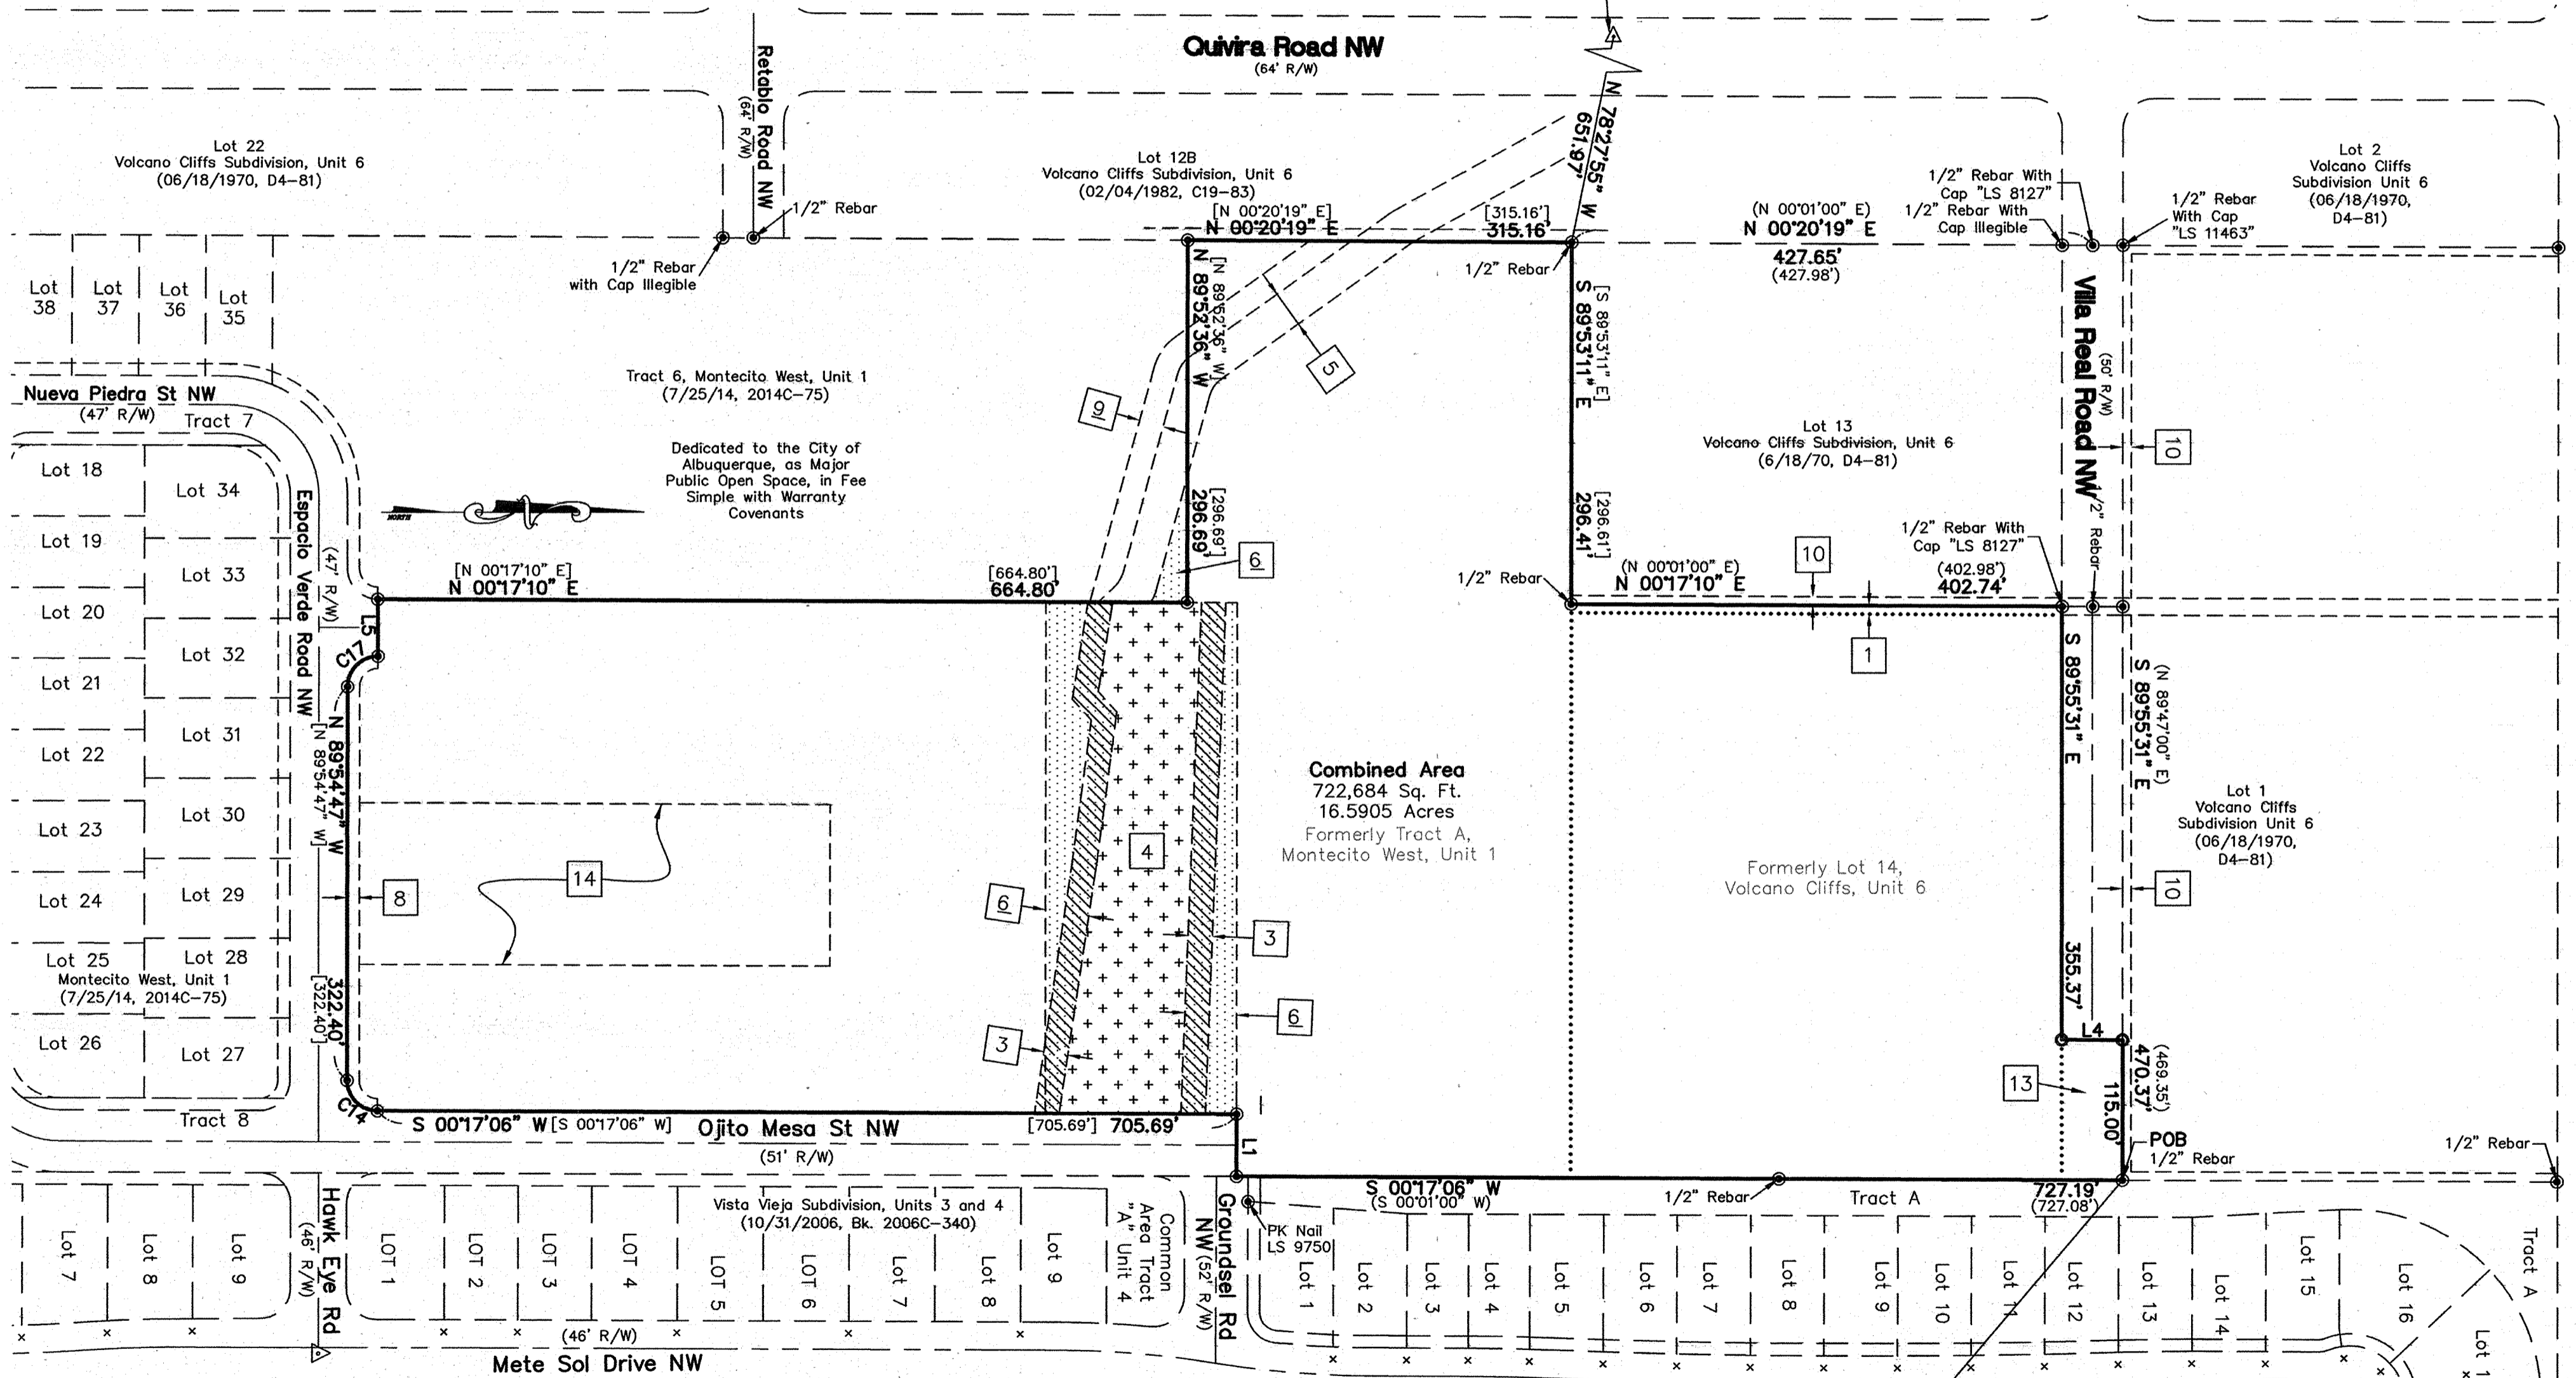 Quivira Road NW
(64' R/W)
Retablo Road NW
(64' R/W)
N 78°27'55" W
651.97'
Lot 22
Volcano Cliffs Subdivision, Unit 6
(06/18/1970, D4-81)
Lot 12B
Volcano Cliffs Subdivision, Unit 6
(02/04/1982, C19-83)
Lot 2
Volcano Cliffs
Subdivision Unit 6
(06/18/1970,
D4-81)
1/2" Rebar
1/2" Rebar
with Cap Illegible
[N 00°20'19" E]
N 00°20'19" E
[315.16']
315.16'
1/2" Rebar
(N 00°01'00" E)
N 00°20'19" E
427.65'
(427.98')
1/2" Rebar With
Cap "LS 8127"
1/2" Rebar With
Cap Illegible
1/2" Rebar
With Cap
"LS 11463"
Lot
38
Lot
37
Lot
36
Lot
35
Nueva Piedra St NW
(47' R/W)
Tract 7
Tract 6, Montecito West, Unit 1
(7/25/14, 2014C-75)
Dedicated to the City of
Albuquerque, as Major
Public Open Space, in Fee
Simple with Warranty
Covenants
NORTH
[N 89°52'36" W]
N 89°52'36" W
[296.69']
296.69'
5
9
6
[S 89°53'11" E]
S 89°53'11" E
[296.61']
296.41'
Lot 13
Volcano Cliffs Subdivision, Unit 6
(6/18/70, D4-81)
Villa Real Road NW
(50' R/W)
1/2" Rebar
10
1/2" Rebar With
Cap "LS 8127"
(402.98')
402.74'
(N 00°01'00" E)
N 00°17'10" E
10
1
1/2" Rebar
[N 00°17'10" E]
N 00°17'10" E
[664.80']
664.80'
Espacio Verde Road NW
(47' R/W)
L5
C17
Lot 18
Lot 19
Lot 20
Lot 21
Lot 22
Lot 23
Lot 24
Lot 25
Lot 26
Lot 34
Lot 33
Lot 32
Lot 31
Lot 30
Lot 29
Lot 28
Lot 27
Montecito West, Unit 1
(7/25/14, 2014C-75)
Tract 8
N 89°54'47" W
[N 89°54'47" W]
322.40'
[322.40']
8
14
C14
6
3
4
3
6
Combined Area
722,684 Sq. Ft.
16.5905 Acres
Formerly Tract A,
Montecito West, Unit 1
Formerly Lot 14,
Volcano Cliffs, Unit 6
S 89°55'31" E
355.37'
(N 89°47'00" E)
S 89°55'31" E
(469.35')
470.37'
Lot 1
Volcano Cliffs
Subdivision Unit 6
(06/18/1970,
D4-81)
10
L4
13
115.00'
POB
1/2" Rebar
1/2" Rebar
S 00°17'06" W
[S 00°17'06" W]
Ojito Mesa St NW
(51' R/W)
[705.69']
705.69'
L1
S 00°17'06" W
(S 00°01'00" W)
1/2" Rebar
Tract A
727.19'
(727.08')
Hawk Eye Rd
(46' R/W)
Vista Vieja Subdivision, Units 3 and 4
(10/31/2006, Bk. 2006C-340)
Common
Area Tract
"A" Unit 4
Groundsel Rd
NW (52' R/W)
PK Nail
LS 9750
Lot 7
Lot 8
Lot 9
LOT 1
LOT 2
LOT 3
LOT 4
LOT 5
LOT 6
Lot 7
Lot 8
Lot 9
Lot 1
Lot 2
Lot 3
Lot 4
Lot 5
Lot 6
Lot 7
Lot 8
Lot 9
Lot 10
Lot 11
Lot 12
Lot 13
Lot 14
Lot 15
Lot 16
Tract A
(46' R/W)
Mete Sol Drive NW